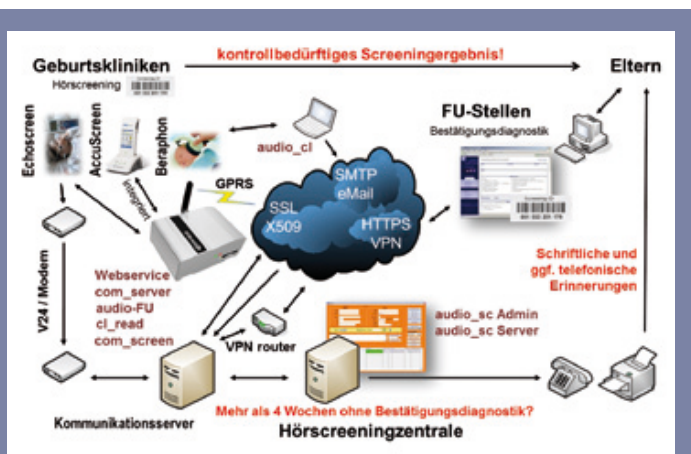 kontrollbedürftiges Screeningergebnis!
Geburtskliniken
Eltern
Hörscreening
FU-Stellen
Bestätigungsdiagnostik
Echoscreen
AccuScreen
Beraphon
audio_cl
integriert
GPRS
SMTP
eMail
SSL
X509
HTTPS
VPN
V24 / Modem
Webservice
com_server
audio-FU
cl_read
com_screen
Schriftliche und
ggf. telefonische
Erinnerungen
VPN router
audio_sc Admin
audio_sc Server
Mehr als 4 Wochen ohne Bestätigungsdiagnostik?
Kommunikationsserver
Hörscreeningzentrale